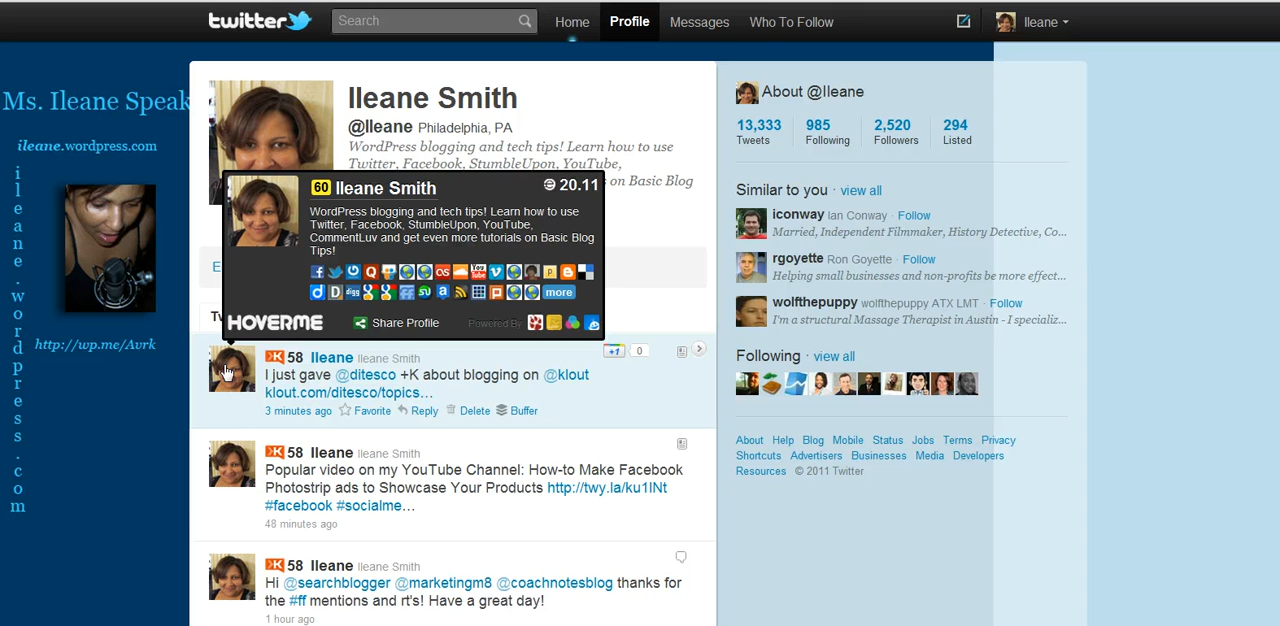 twitter
Search
Home
Profile
Messages
Who To Follow
Ileane
Ms. Ileane Speak
ileane.wordpress.com
ileane.wordpress.com
http://wp.me/Avrk
Ileane Smith
@Ileane Philadelphia, PA
WordPress blogging and tech tips! Learn how to use
Twitter, Facebook, StumbleUpon, YouTube,
s on Basic Blog
60 Ileane Smith
20.11
WordPress blogging and tech tips! Learn how to use
Twitter, Facebook, StumbleUpon, YouTube,
CommentLuv and get even more tutorials on Basic Blog
Tips!
more
HOVERME
Share Profile
Powered By
E
Tw
58 Ileane Ileane Smith
+1 0
I just gave @ditesco +K about blogging on @klout
klout.com/ditesco/topics…
3 minutes ago Favorite Reply Delete Buffer
58 Ileane Ileane Smith
Popular video on my YouTube Channel: How-to Make Facebook
Photostrip ads to Showcase Your Products http://twy.la/ku1INt
#facebook #socialme…
48 minutes ago
58 Ileane Ileane Smith
Hi @searchblogger @marketingm8 @coachnotesblog thanks for
the #ff mentions and rt's! Have a great day!
1 hour ago
About @Ileane
13,333 985 2,520 294
Tweets Following Followers Listed
Similar to you · view all
iconway Ian Conway · Follow
Married, Independent Filmmaker, History Detective, Co...
rgoyette Ron Goyette · Follow
Helping small businesses and non-profits be more effect...
wolfthepuppy wolfthepuppy ATX LMT · Follow
I'm a structural Massage Therapist in Austin - I specializ...
Following · view all
About Help Blog Mobile Status Jobs Terms Privacy
Shortcuts Advertisers Businesses Media Developers
Resources © 2011 Twitter